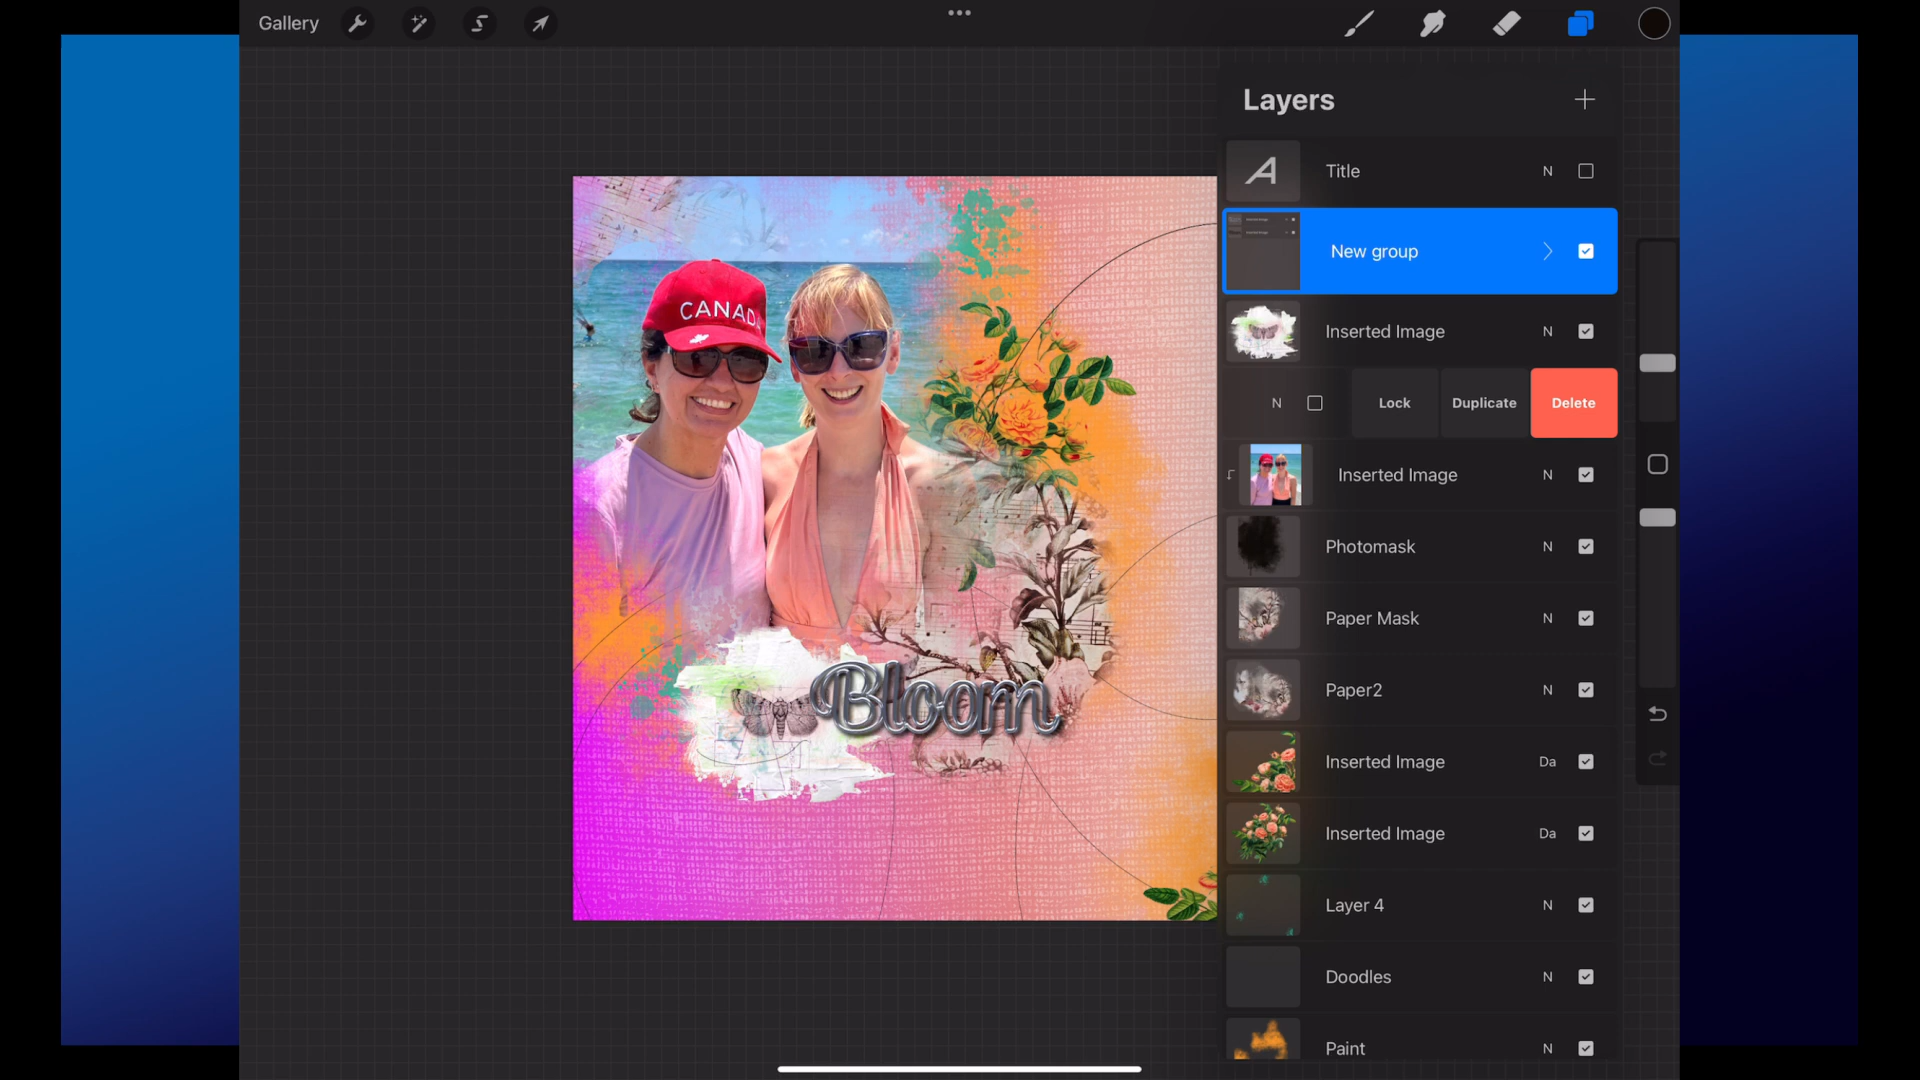 Gallery
Layers
Title N
New group
Inserted Image N
N Lock Duplicate Delete
Inserted Image N
Photomask N
Paper Mask N
Paper2 N
Inserted Image Da
Inserted Image Da
Layer 4 N
Doodles N
Paint N
CANADA
Bloom